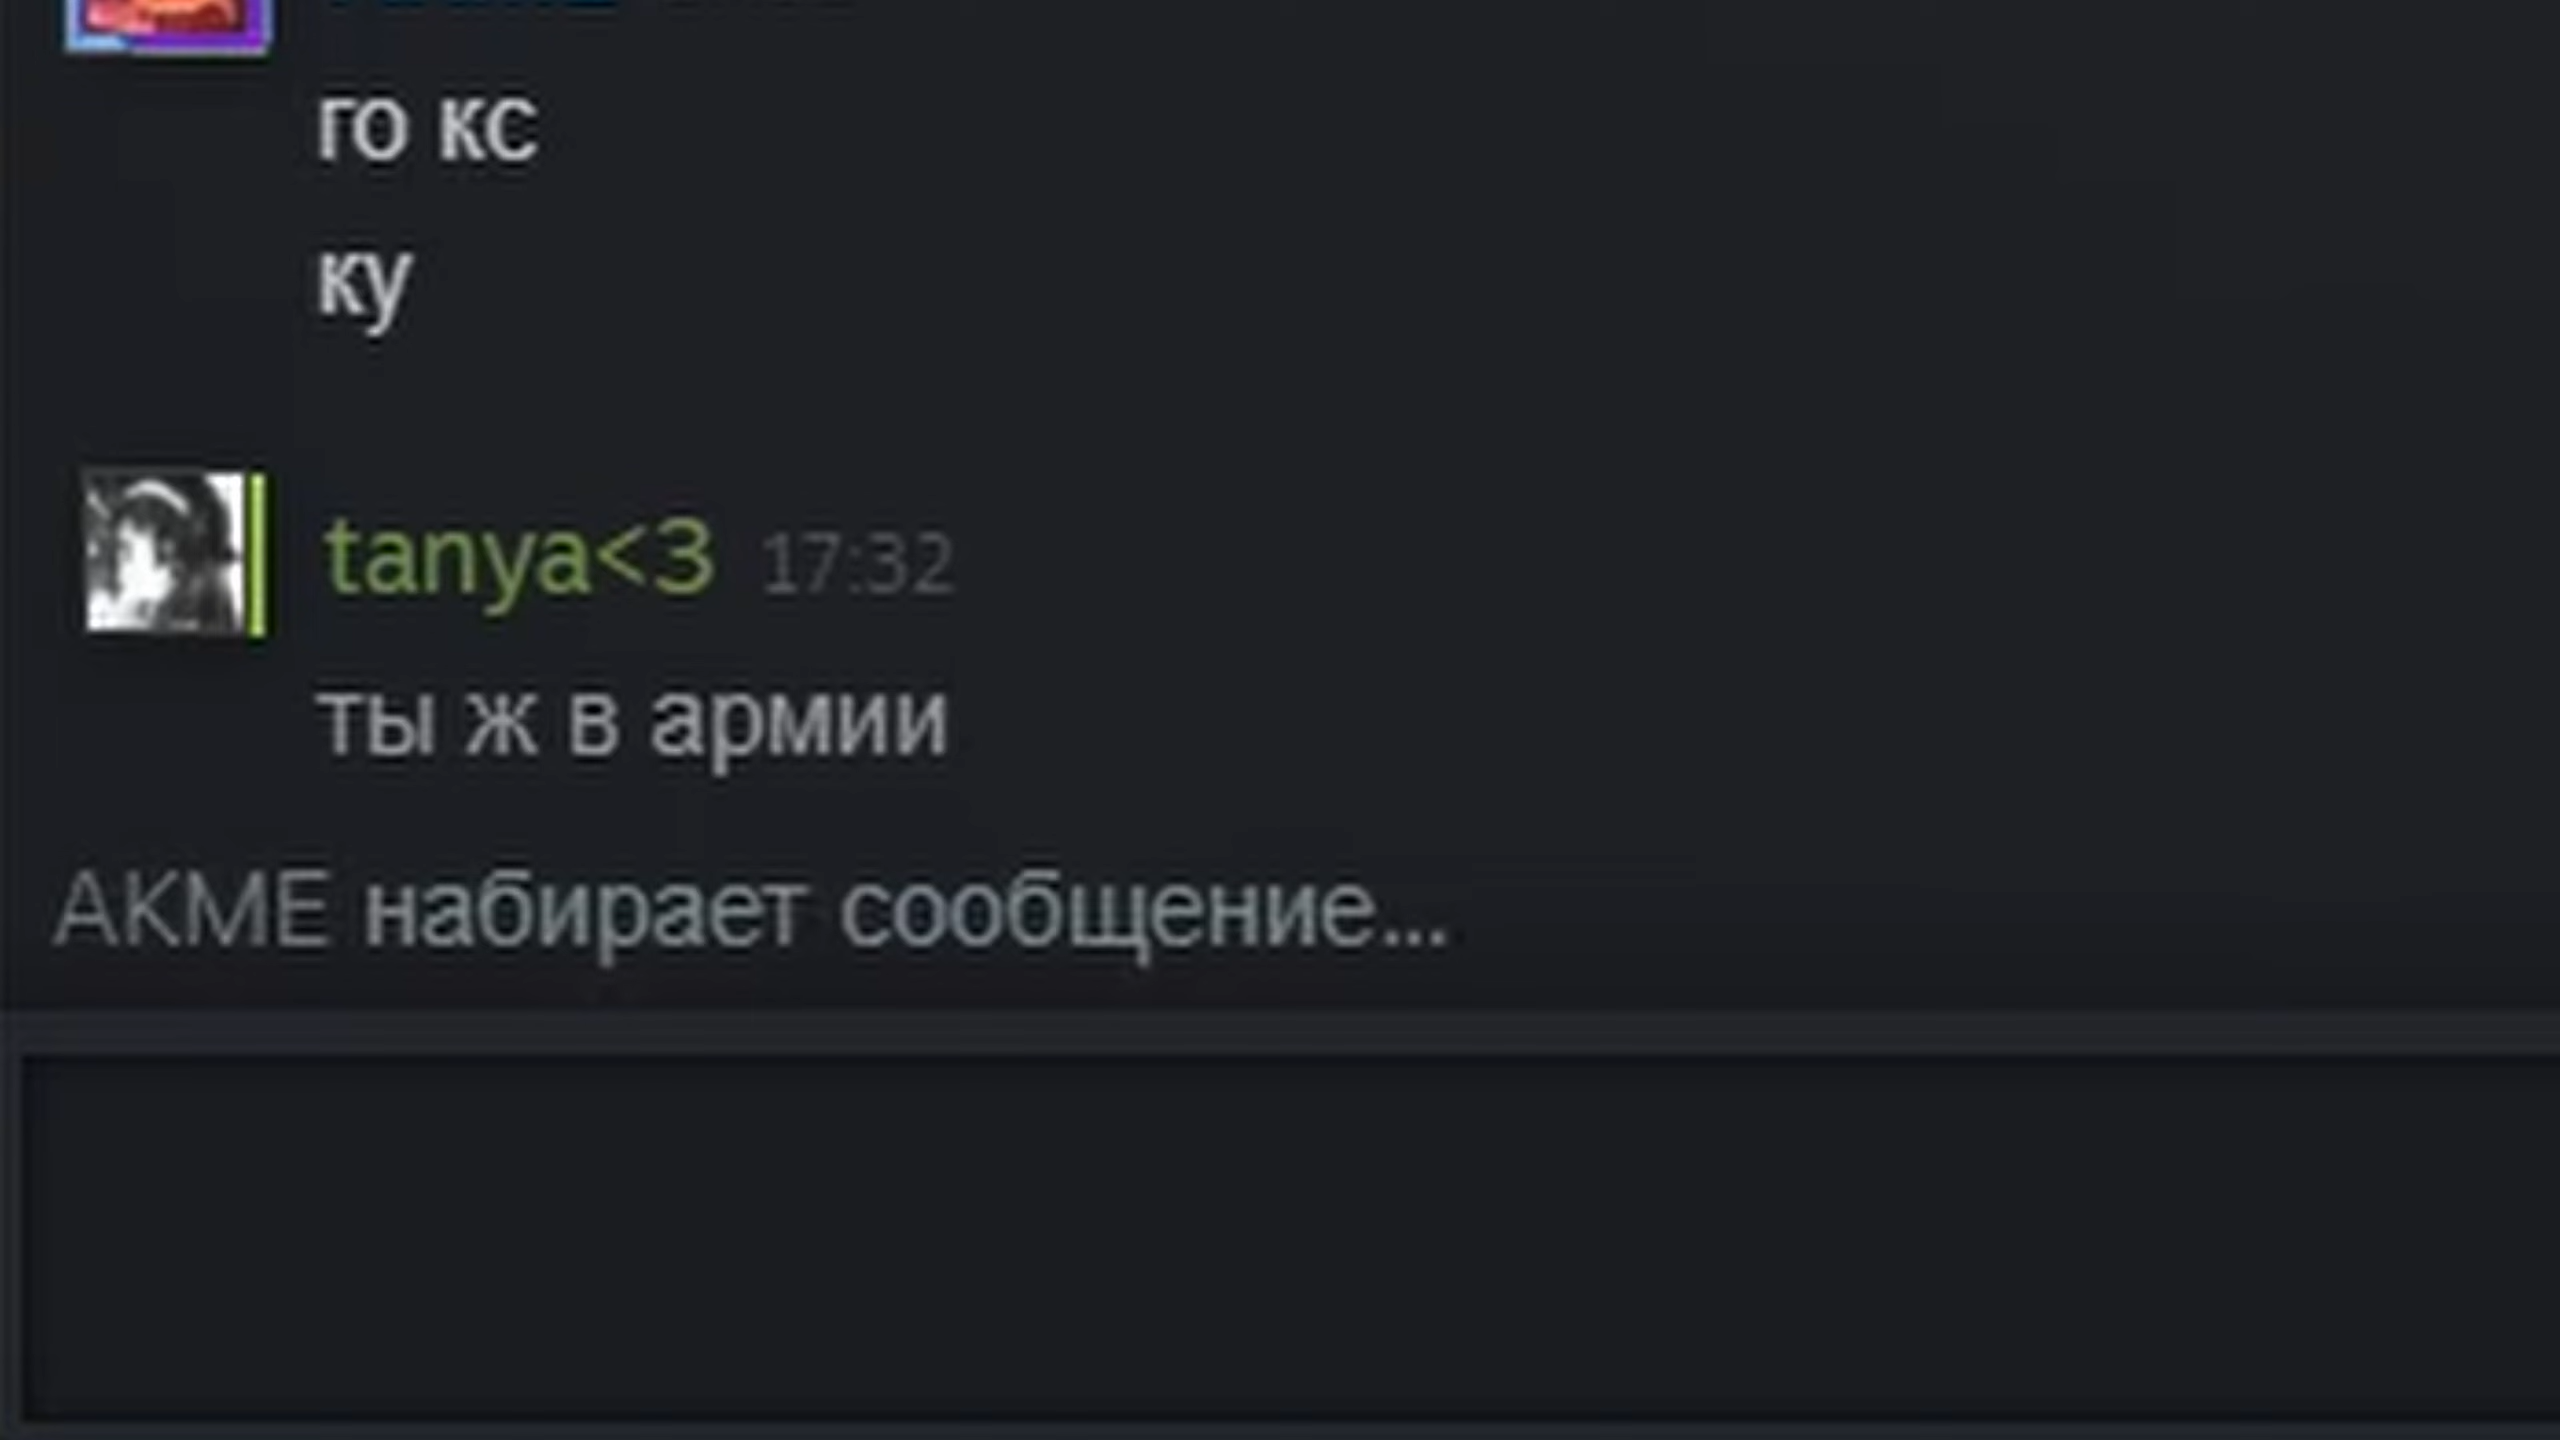 го кс
ку
tanya<3 17:32
ты ж в армии
AKME набирает сообщение...